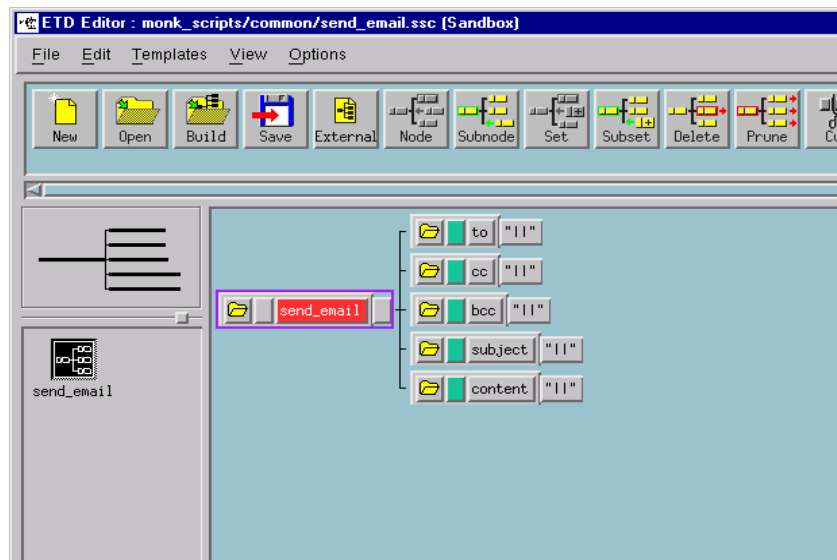 ETD Editor : monk_scripts/common/send_email.ssc (Sandbox)
File Edit Templates View Options
New Open Build Save External Node Subnode Set Subset Delete Prune
to "||"
cc "||"
send_email bcc "||"
subject "||"
content "||"
send_email